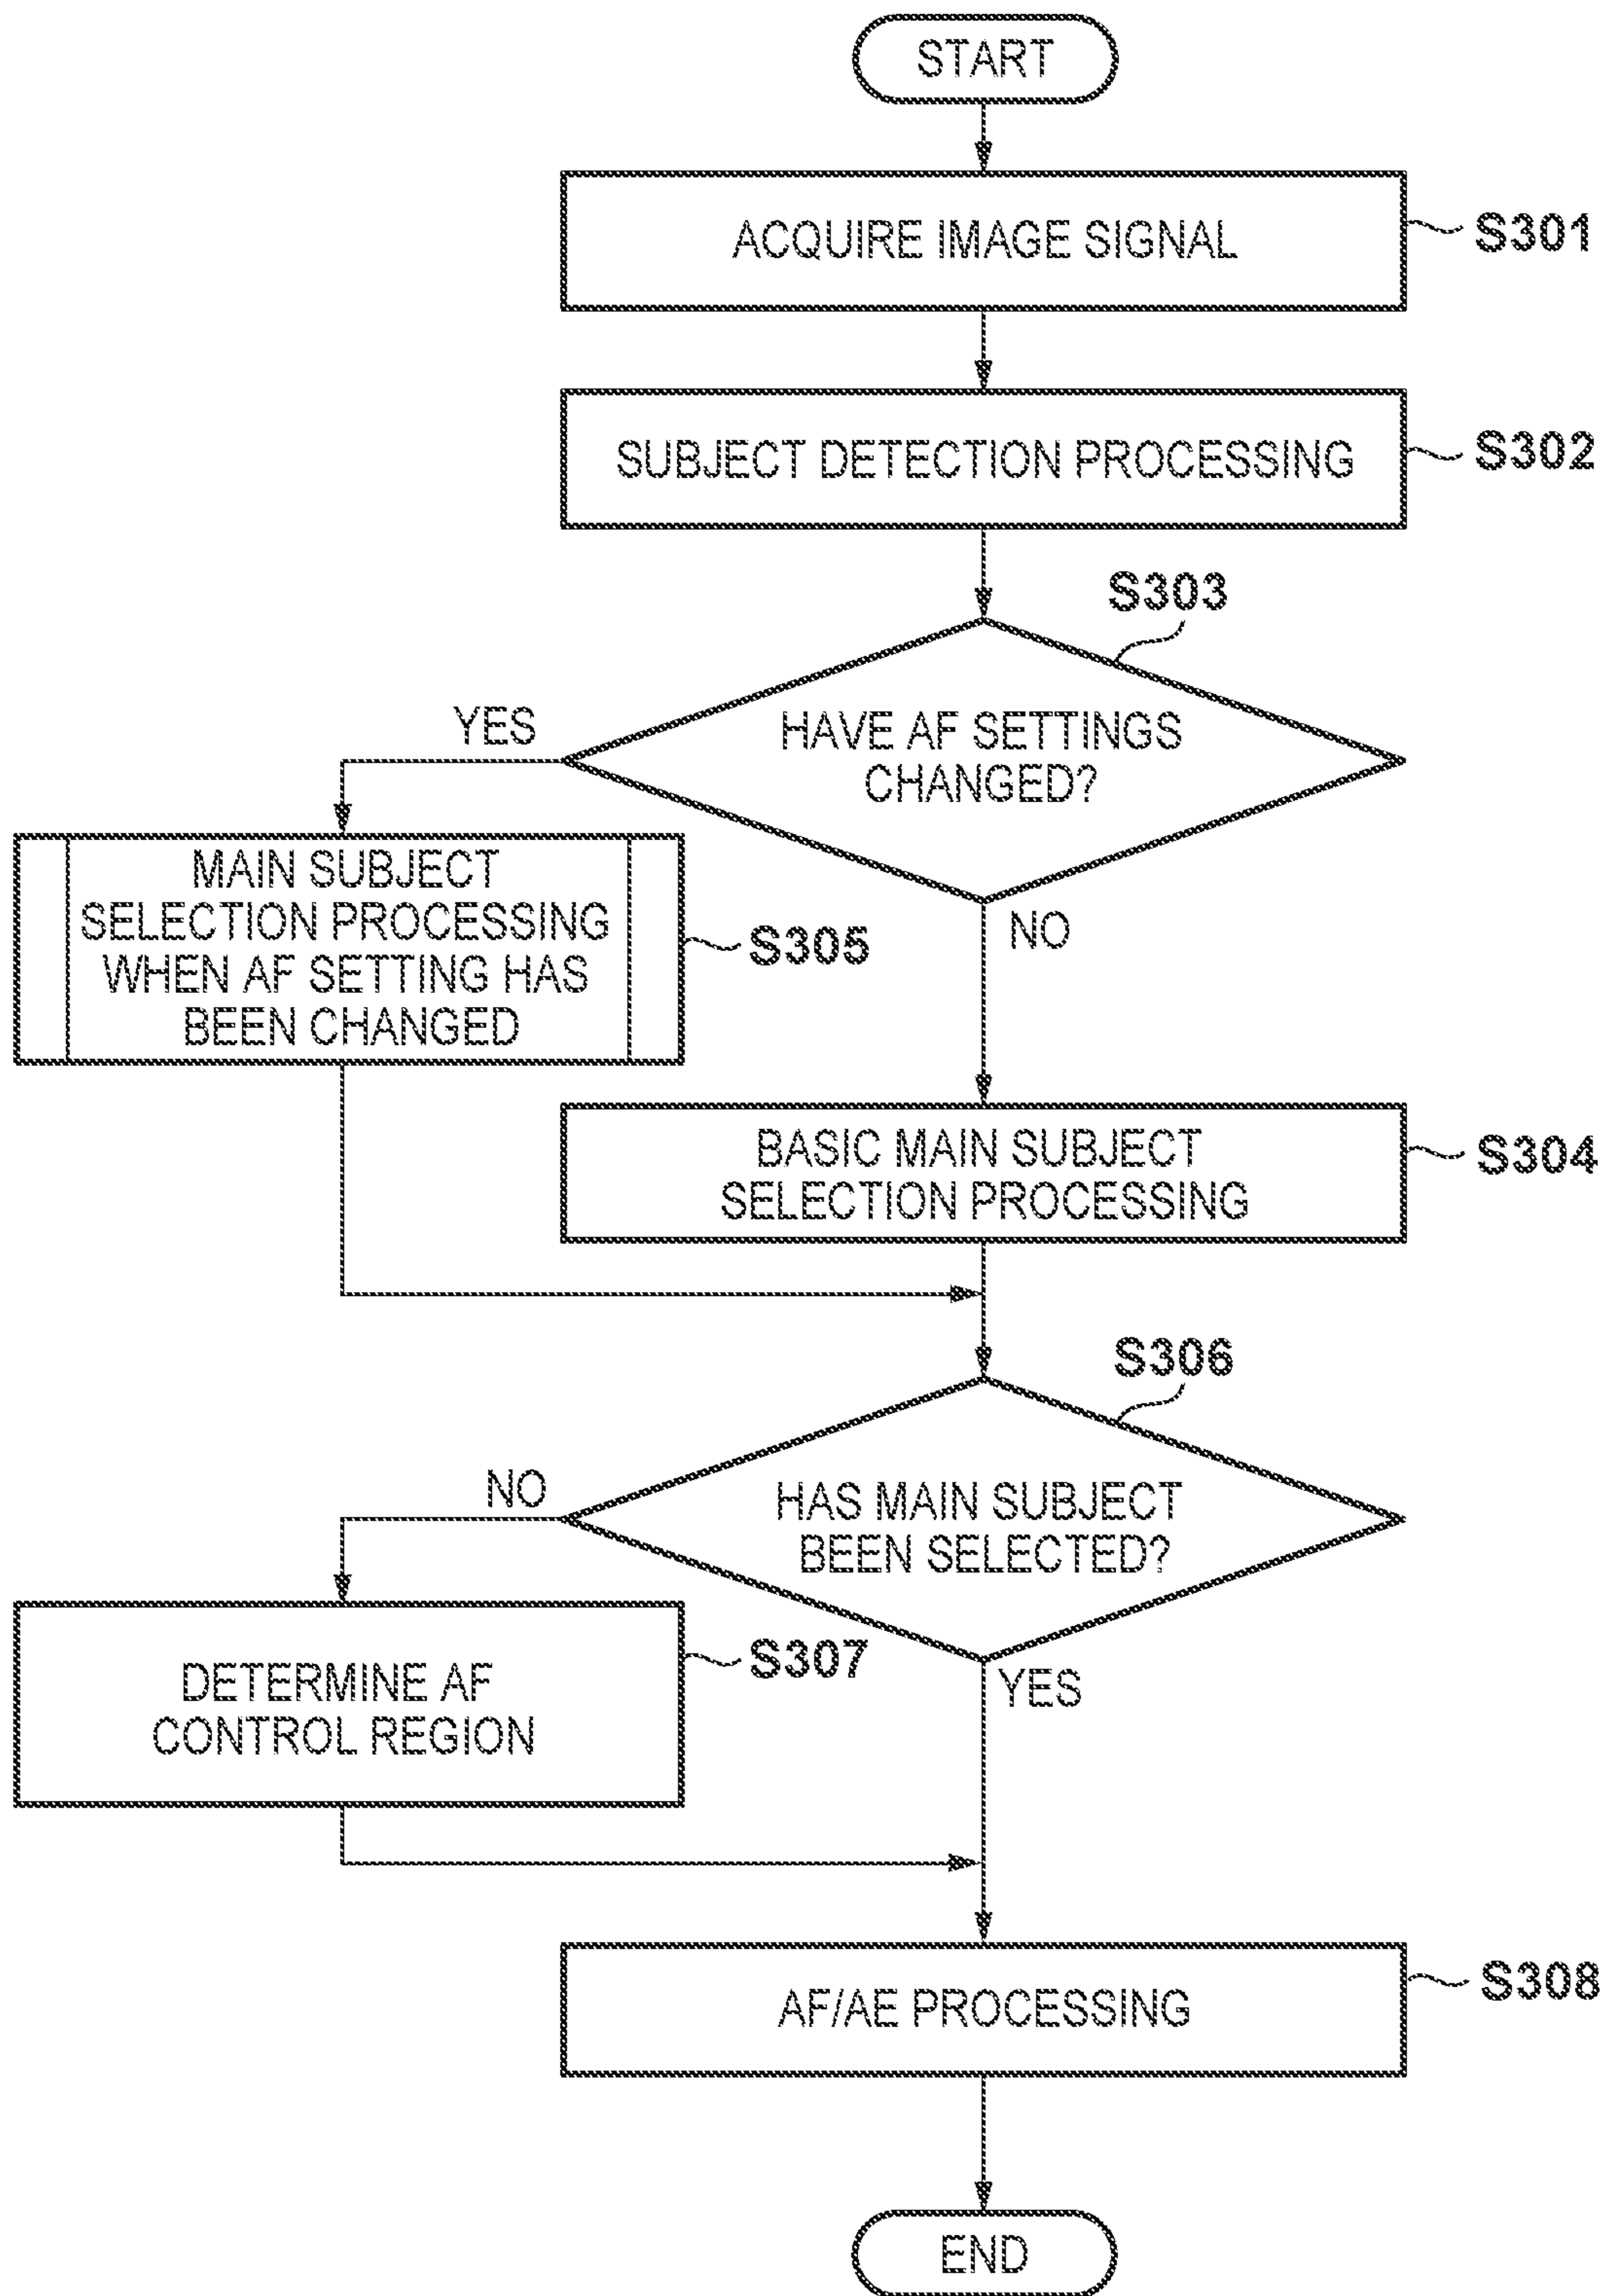 START
ACQUIRE IMAGE SIGNAL
S301
SUBJECT DETECTION PROCESSING
S302
S303
HAVE AF SETTINGS
CHANGED?
YES
NO
MAIN SUBJECT
SELECTION PROCESSING
WHEN AF SETTING HAS
BEEN CHANGED
S305
BASIC MAIN SUBJECT
SELECTION PROCESSING
S304
S306
HAS MAIN SUBJECT
BEEN SELECTED?
NO
YES
DETERMINE AF
CONTROL REGION
S307
AF/AE PROCESSING
S308
END